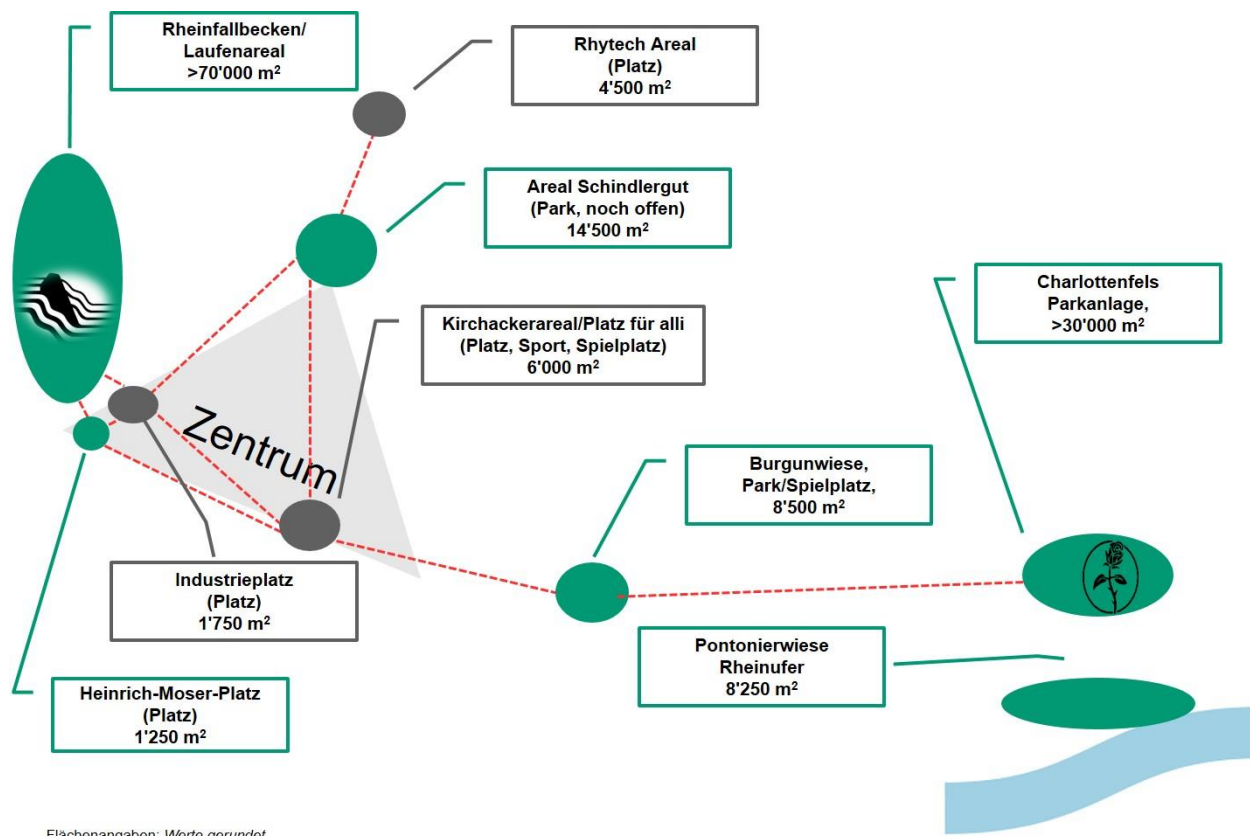 Rheinfallbecken/
Laufenareal
>70'000 m²
Rhytech Areal
(Platz)
4'500 m²
Areal Schindlergut
(Park, noch offen)
14'500 m²
Charlottenfels
Parkanlage,
>30'000 m²
Kirchackerareal/Platz für alli
(Platz, Sport, Spielplatz)
6'000 m²
Zentrum
Burgunwiese,
Park/Spielplatz,
8'500 m²
Industrieplatz
(Platz)
1'750 m²
Pontonierwiese
Rheinufer
8'250 m²
Heinrich-Moser-Platz
(Platz)
1'250 m²
Flächenangaben: Werte gerundet